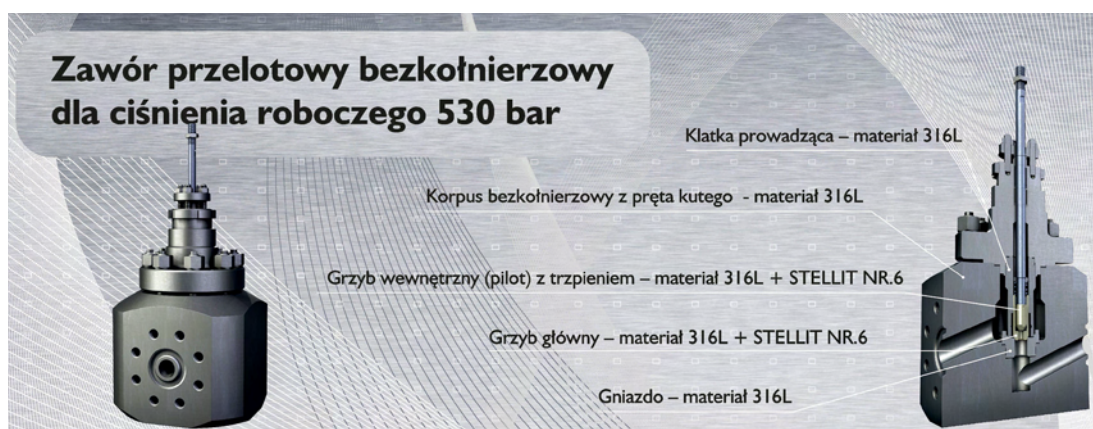 Zawór przelotowy bezkołnierzowy
dla ciśnienia roboczego 530 bar
Klatka prowadząca – materiał 316L
Korpus bezkołnierzowy z pręta kutego - materiał 316L
Grzyb wewnętrzny (pilot) z trzpieniem – materiał 316L + STELLIT NR.6
Grzyb główny – materiał 316L + STELLIT NR.6
Gniazdo – materiał 316L